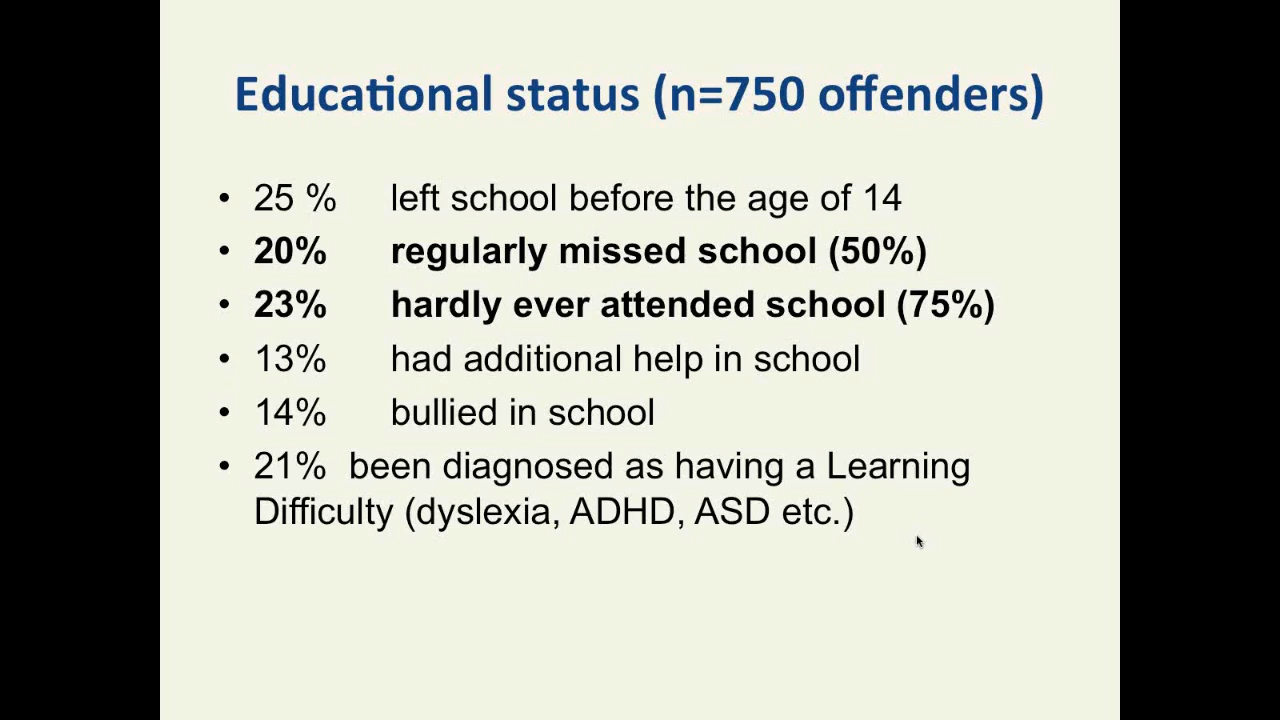 Educational status (n=750 offenders)
• 25 % left school before the age of 14
• 20% regularly missed school (50%)
• 23% hardly ever attended school (75%)
• 13% had additional help in school
• 14% bullied in school
• 21% been diagnosed as having a Learning
Difficulty (dyslexia, ADHD, ASD etc.)